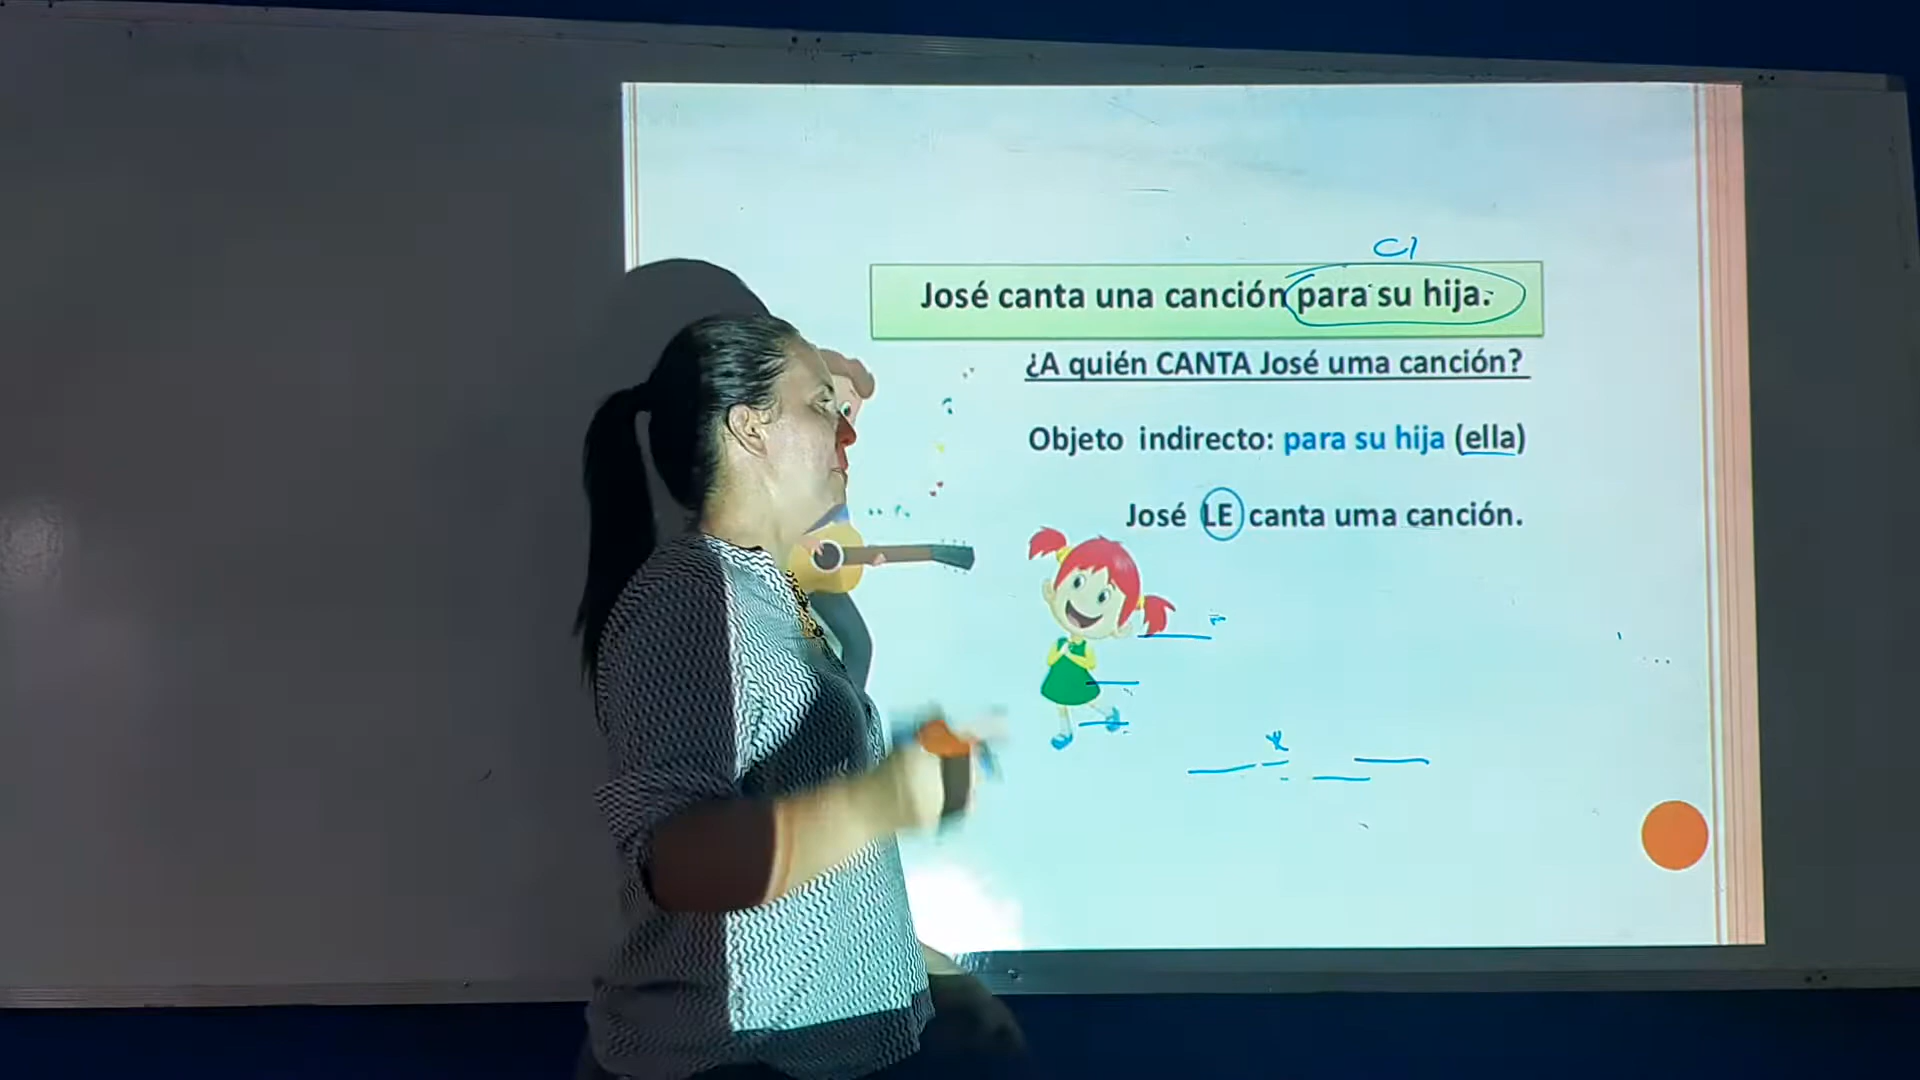 CI
José canta una canción para su hija.
¿A quién CANTA José uma canción?
Objeto indirecto: para su hija (ella)
José LE canta uma canción.